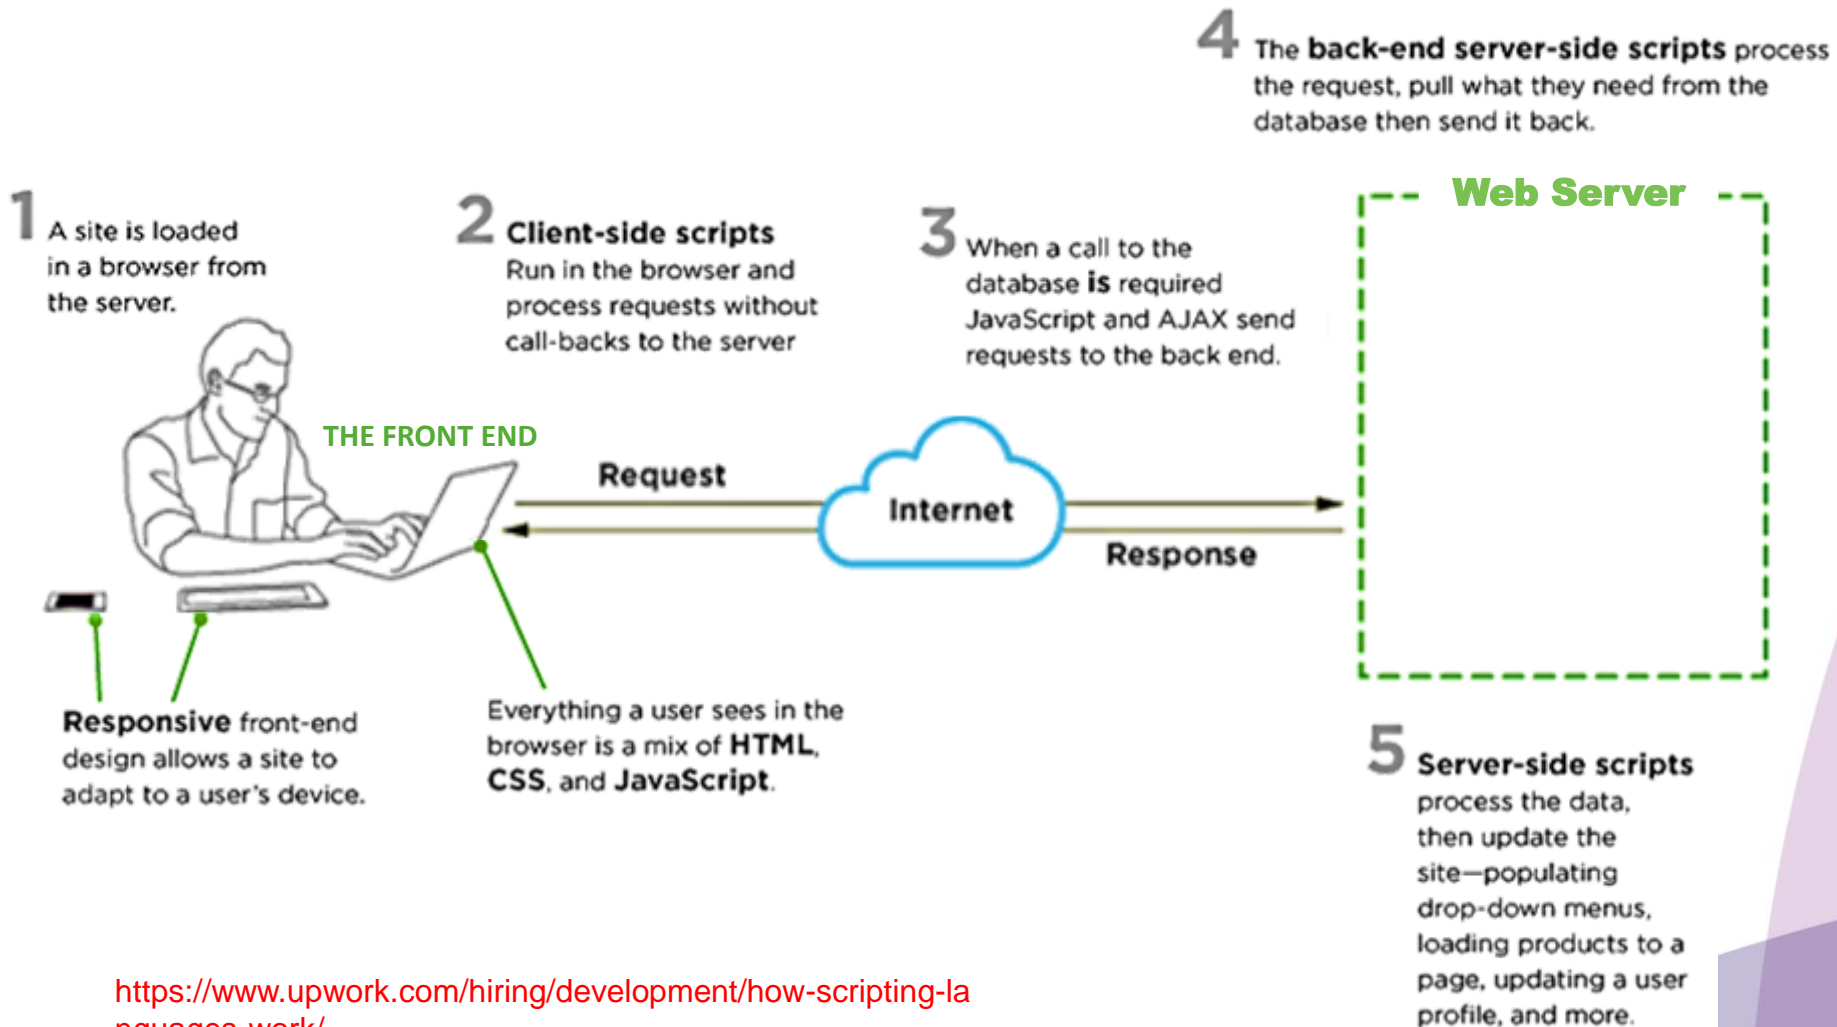 4 The back-end server-side scripts process
the request, pull what they need from the
database then send it back.
1 A site is loaded
in a browser from
the server.
2 Client-side scripts
Run in the browser and
process requests without
call-backs to the server
3 When a call to the
database is required
JavaScript and AJAX send
requests to the back end.
Web Server
THE FRONT END
Request
Internet
Response
Responsive front-end
design allows a site to
adapt to a user's device.
Everything a user sees in the
browser is a mix of HTML,
CSS, and JavaScript.
5 Server-side scripts
process the data,
then update the
site—populating
drop-down menus,
loading products to a
page, updating a user
profile, and more.
https://www.upwork.com/hiring/development/how-scripting-la
nguages-work/